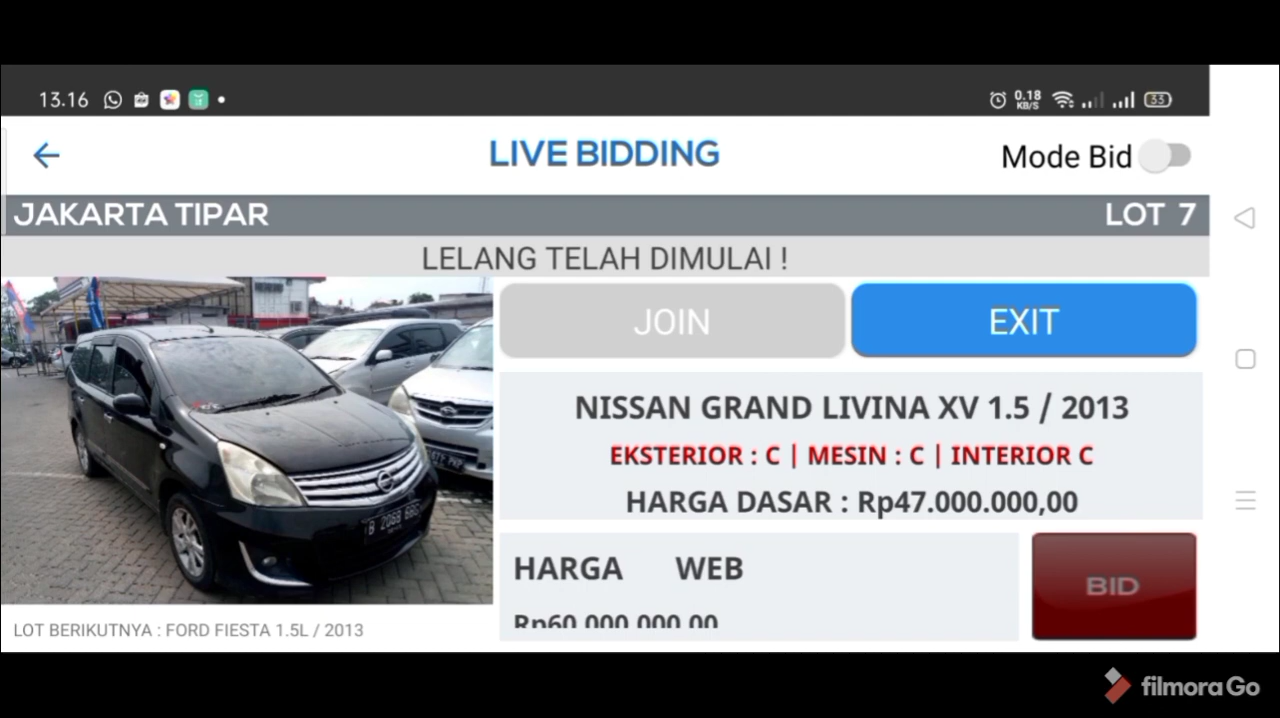 13.16
0.18
KB/S
33
LIVE BIDDING
Mode Bid
JAKARTA TIPAR
LOT 7
LELANG TELAH DIMULAI !
JOIN
EXIT
NISSAN GRAND LIVINA XV 1.5 / 2013
EKSTERIOR : C | MESIN : C | INTERIOR C
HARGA DASAR : Rp47.000.000,00
HARGA WEB
Rp60.000.000,00
BID
LOT BERIKUTNYA : FORD FIESTA 1.5L / 2013
filmoraGo